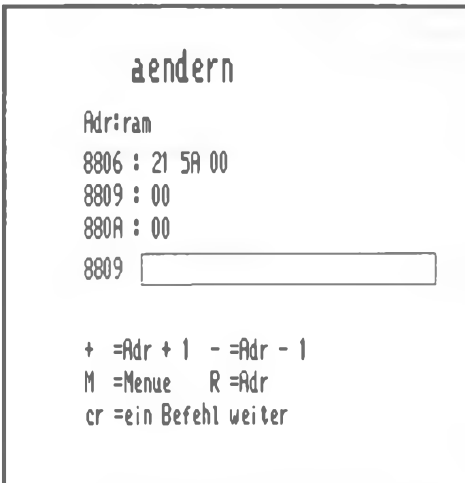 aendern
Adr:ram
8806 : 21 5A 00
8809 : 00
880A : 00
8809
+ =Adr + 1 - =Adr - 1
M =Menue R =Adr
cr =ein Befehl weiter